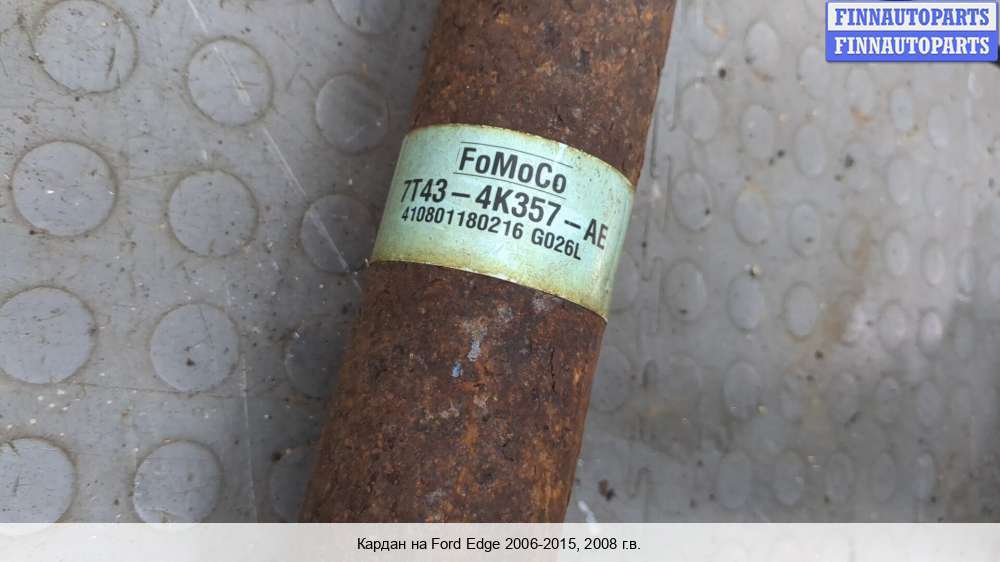 FINNAUTOPARTS
FINNAUTOPARTS
FoMoCo
7T43-4K357-AE
410801180216 G026L
Кардан на Ford Edge 2006-2015, 2008 г.в.